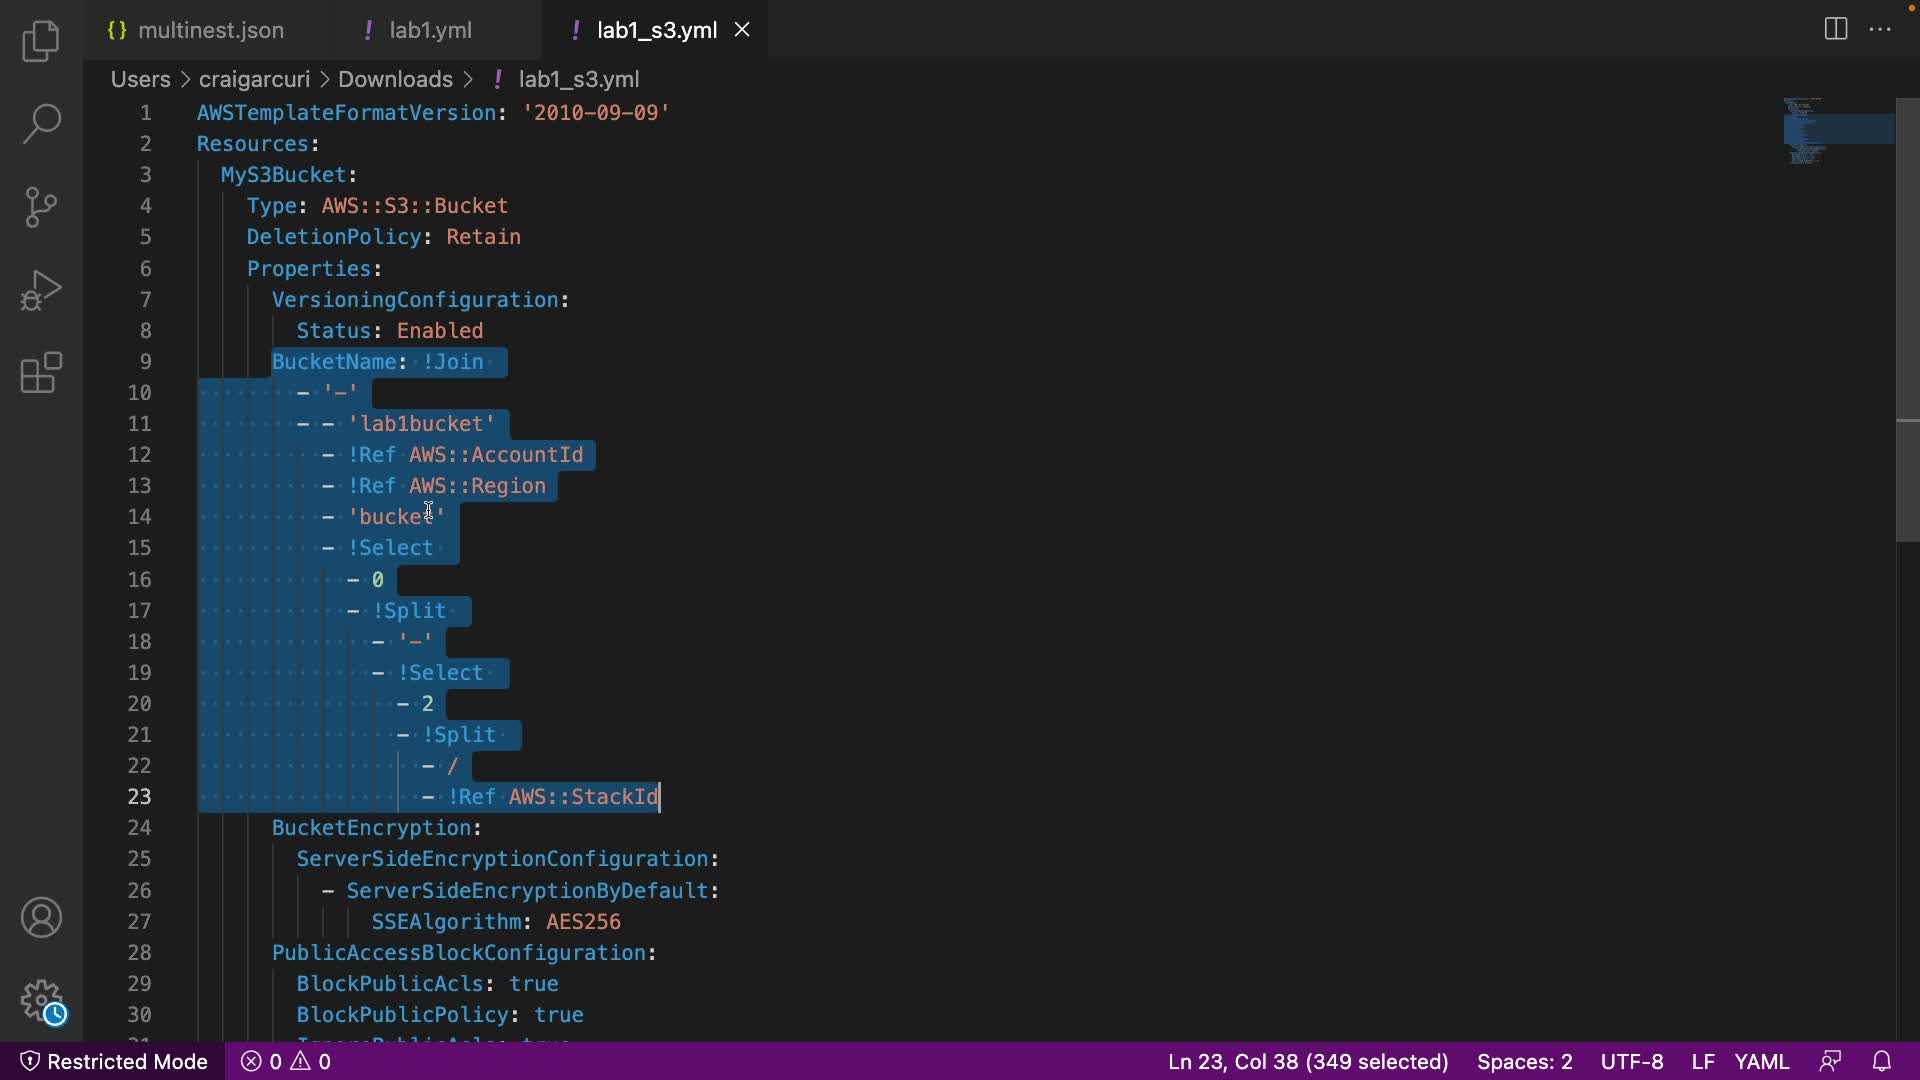 {} multinest.json ! lab1.yml ! lab1_s3.yml
Users > craigarcuri > Downloads > ! lab1_s3.yml
1 AWSTemplateFormatVersion: '2010-09-09'
2 Resources:
3 MyS3Bucket:
4 Type: AWS::S3::Bucket
5 DeletionPolicy: Retain
6 Properties:
7 VersioningConfiguration:
8 Status: Enabled
9 BucketName: !Join
10 - '-'
11 - - 'lab1bucket'
12 - !Ref AWS::AccountId
13 - !Ref AWS::Region
14 - 'bucket'
15 - !Select
16 - 0
17 - !Split
18 - '-'
19 - !Select
20 - 2
21 - !Split
22 - /
23 - !Ref AWS::StackId
24 BucketEncryption:
25 ServerSideEncryptionConfiguration:
26 - ServerSideEncryptionByDefault:
27 SSEAlgorithm: AES256
28 PublicAccessBlockConfiguration:
29 BlockPublicAcls: true
30 BlockPublicPolicy: true
Restricted Mode 0 0 Ln 23, Col 38 (349 selected) Spaces: 2 UTF-8 LF YAML